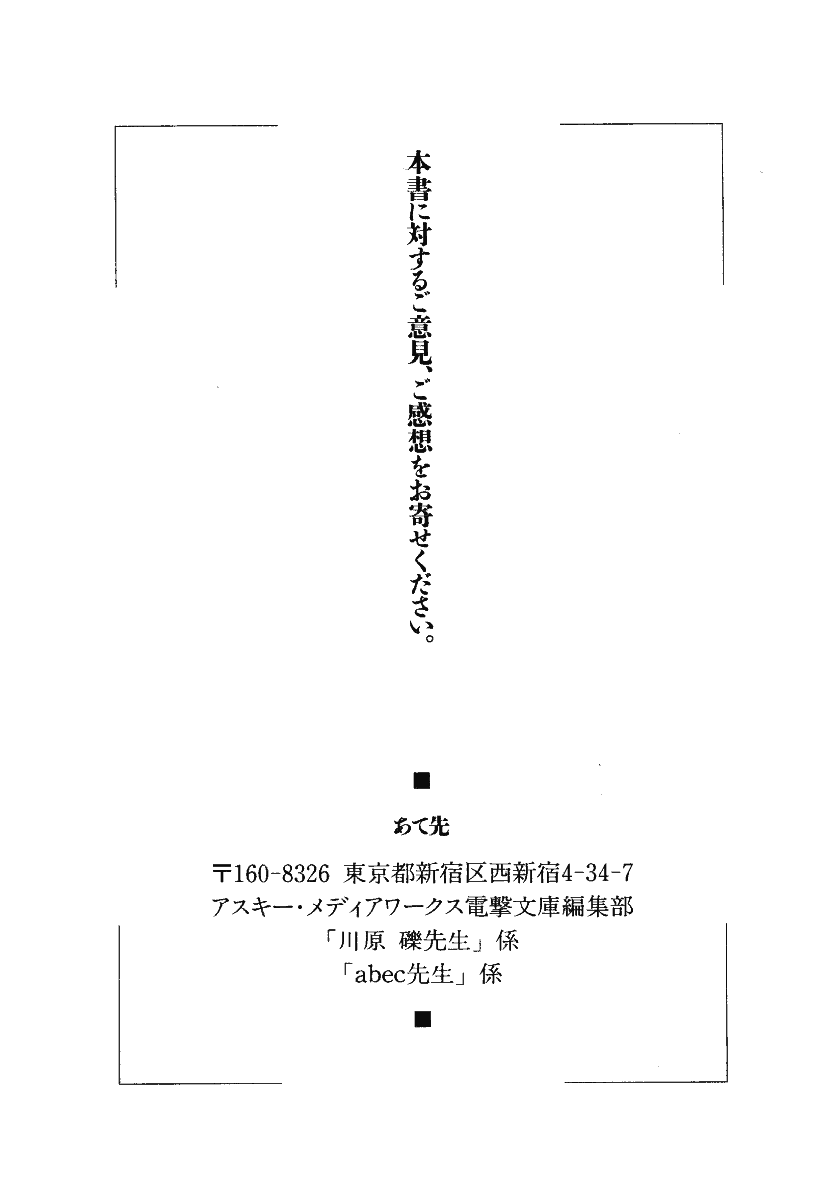 本書に対するご意見、ご感想をお寄せください。
■
あて先
〒160-8326 東京都新宿区西新宿4-34-7
アスキー・メディアワークス電撃文庫編集部
「川原 礫先生」係
「abec先生」係
■